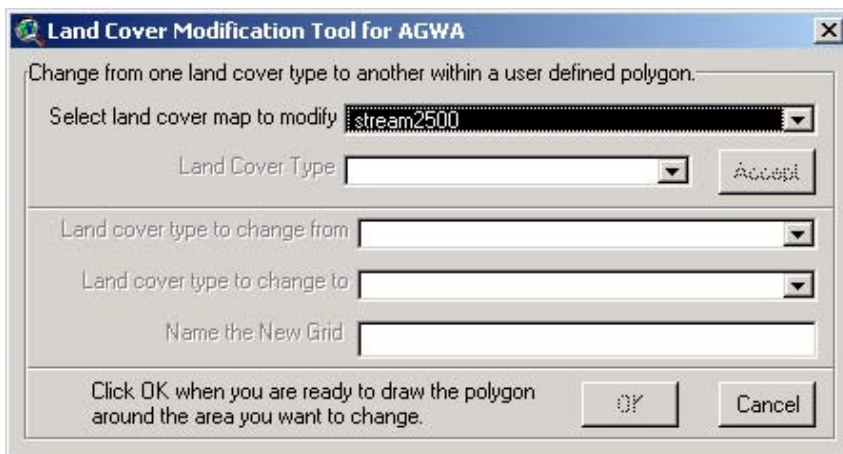 Land Cover Modification Tool for AGWA
Change from one land cover type to another within a user defined polygon.
Select land cover map to modify stream2500
Land Cover Type Accept
Land cover type to change from
Land cover type to change to
Name the New Grid
Click OK when you are ready to draw the polygon
around the area you want to change.
OK Cancel